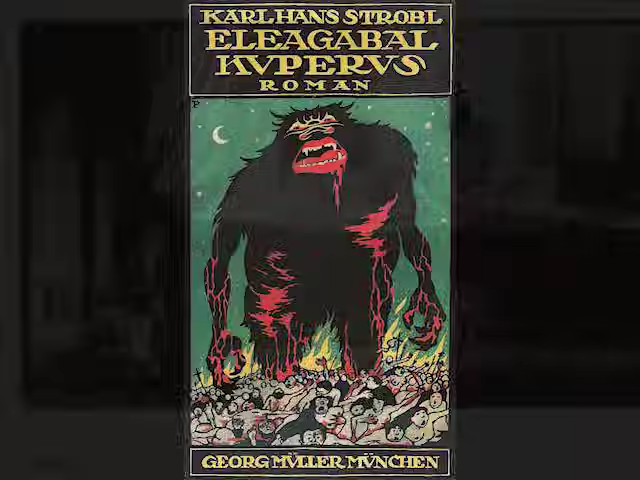 KARL HANS STROBL
ELEAGABAL
KVPERVS
ROMAN
P
GEORG MÜLLER MÜNCHEN